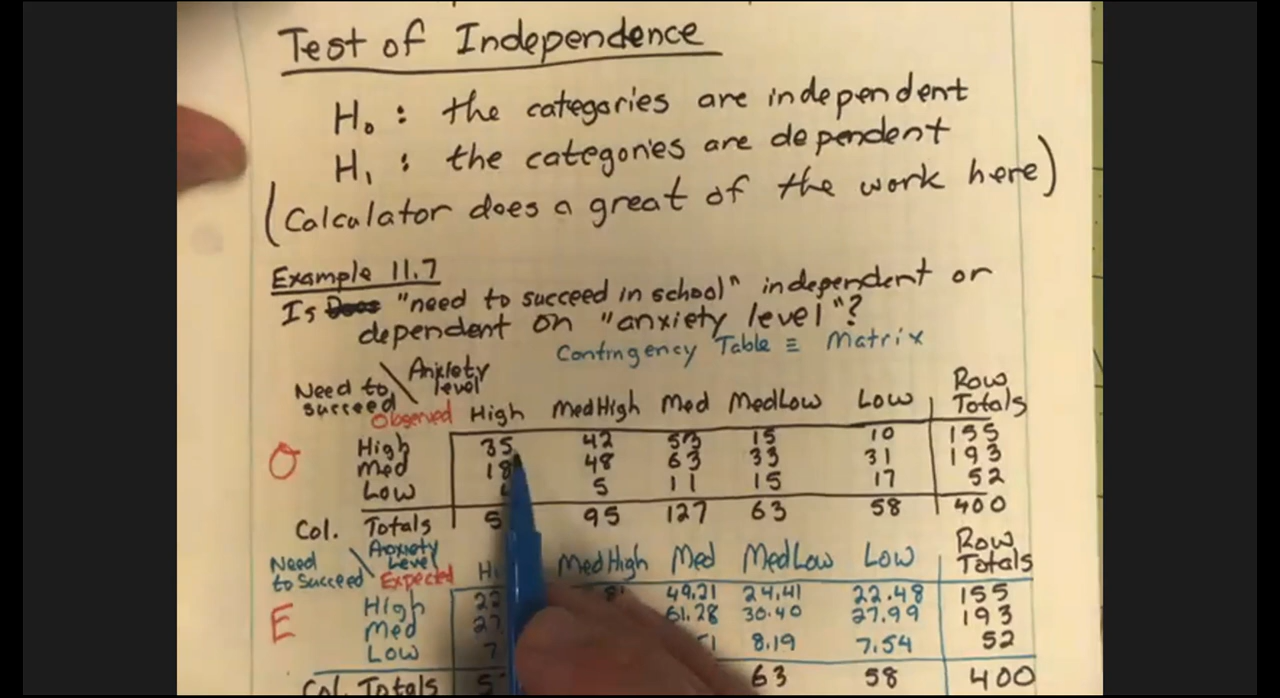 Test of Independence
H₀ : the categories are independent
H₁ : the categories are dependent
(Calculator does a great of the work here)
Example 11.7
Is "need to succeed in school" independent or
dependent on "anxiety level"?
Contingency Table ≡ Matrix
Need to succeed \ Anxiety level
Observed High MedHigh Med MedLow Low Row Totals
O
High 35 42 53 15 10 155
Med 18 48 63 33 31 193
Low 5 11 15 17 52
Col. Totals 95 127 63 58 400
Need to Succeed \ Anxiety Level
Expected MedHigh Med MedLow Low Row Totals
E
High 49.21 24.41 22.48 155
Med 61.28 30.40 27.99 193
Low 8.19 7.54 52
Col. Totals 63 58 400